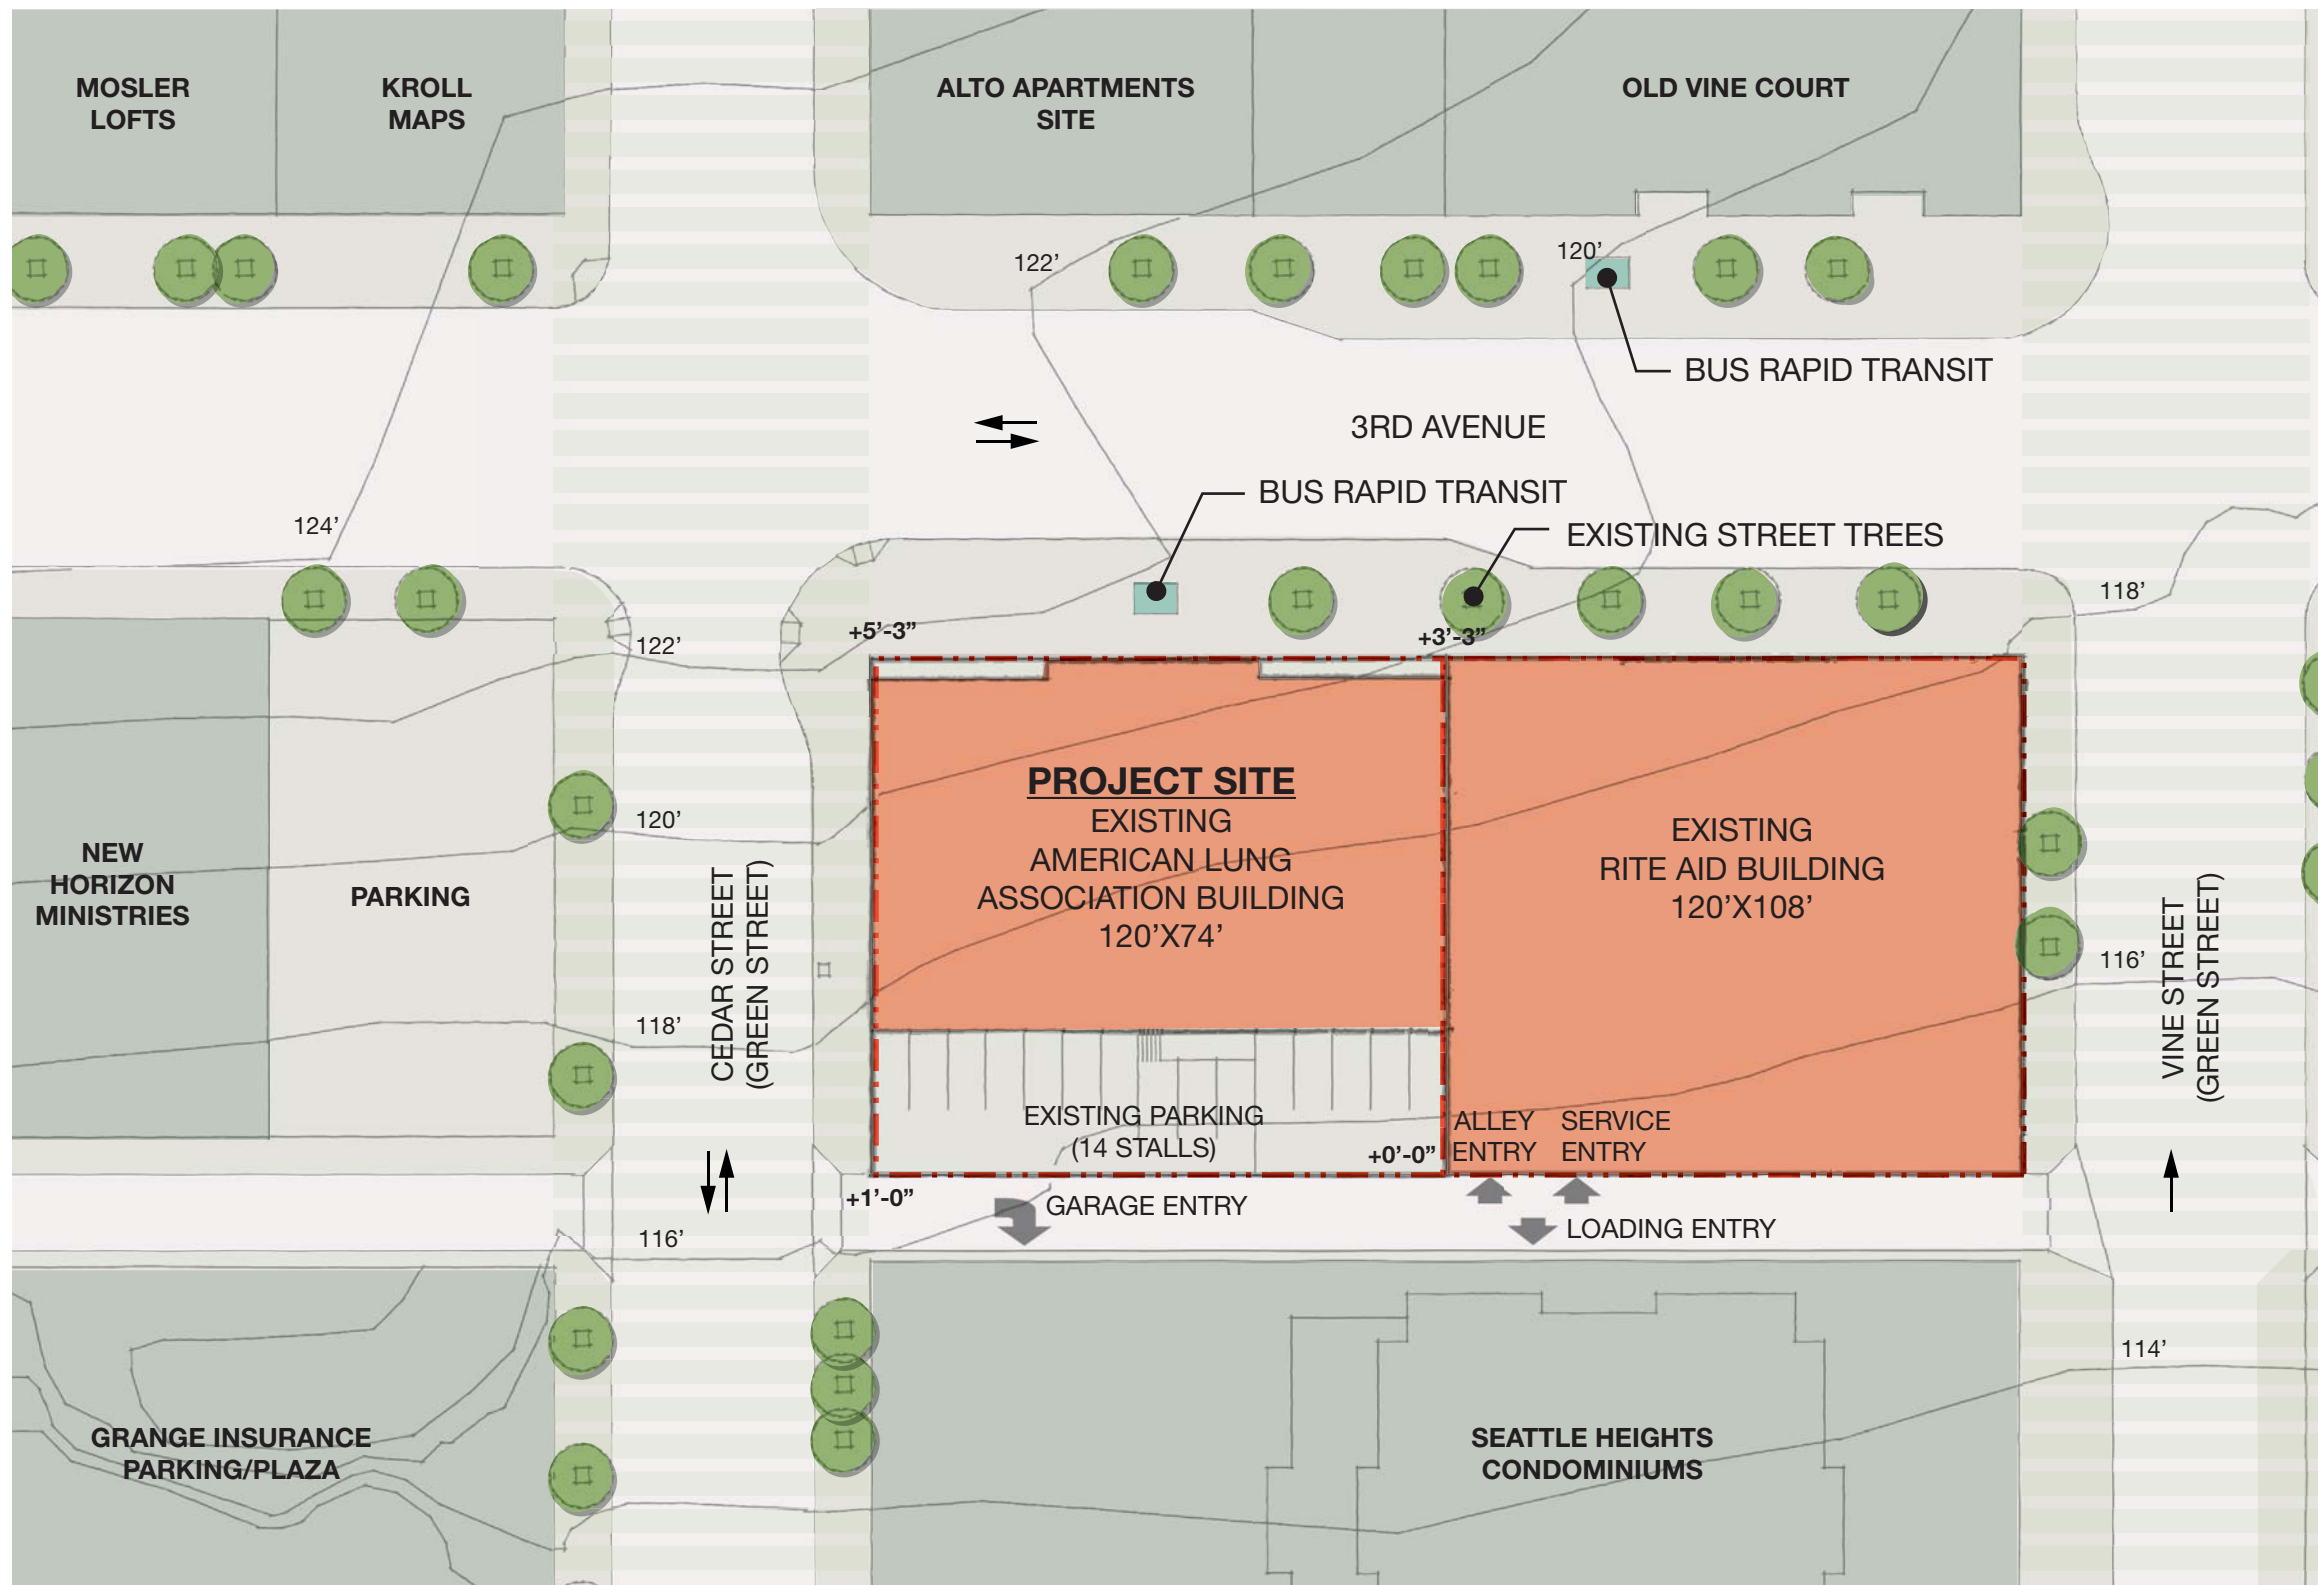 MOSLER
LOFTS
KROLL
MAPS
ALTO APARTMENTS
SITE
OLD VINE COURT
122’
120’
BUS RAPID TRANSIT
3RD AVENUE
BUS RAPID TRANSIT
124’
EXISTING STREET TREES
118’
+5’-3”
+3’-3”
122’
PROJECT SITE
EXISTING
AMERICAN LUNG
ASSOCIATION BUILDING
120’X74’
EXISTING
RITE AID BUILDING
120’X108’
120’
NEW
HORIZON
MINISTRIES
PARKING
CEDAR STREET
(GREEN STREET)
VINE STREET
(GREEN STREET)
116’
118’
EXISTING PARKING
(14 STALLS)
+0’-0”
ALLEY
ENTRY
SERVICE
ENTRY
+1’-0”
GARAGE ENTRY
LOADING ENTRY
116’
114’
GRANGE INSURANCE
PARKING/PLAZA
SEATTLE HEIGHTS
CONDOMINIUMS